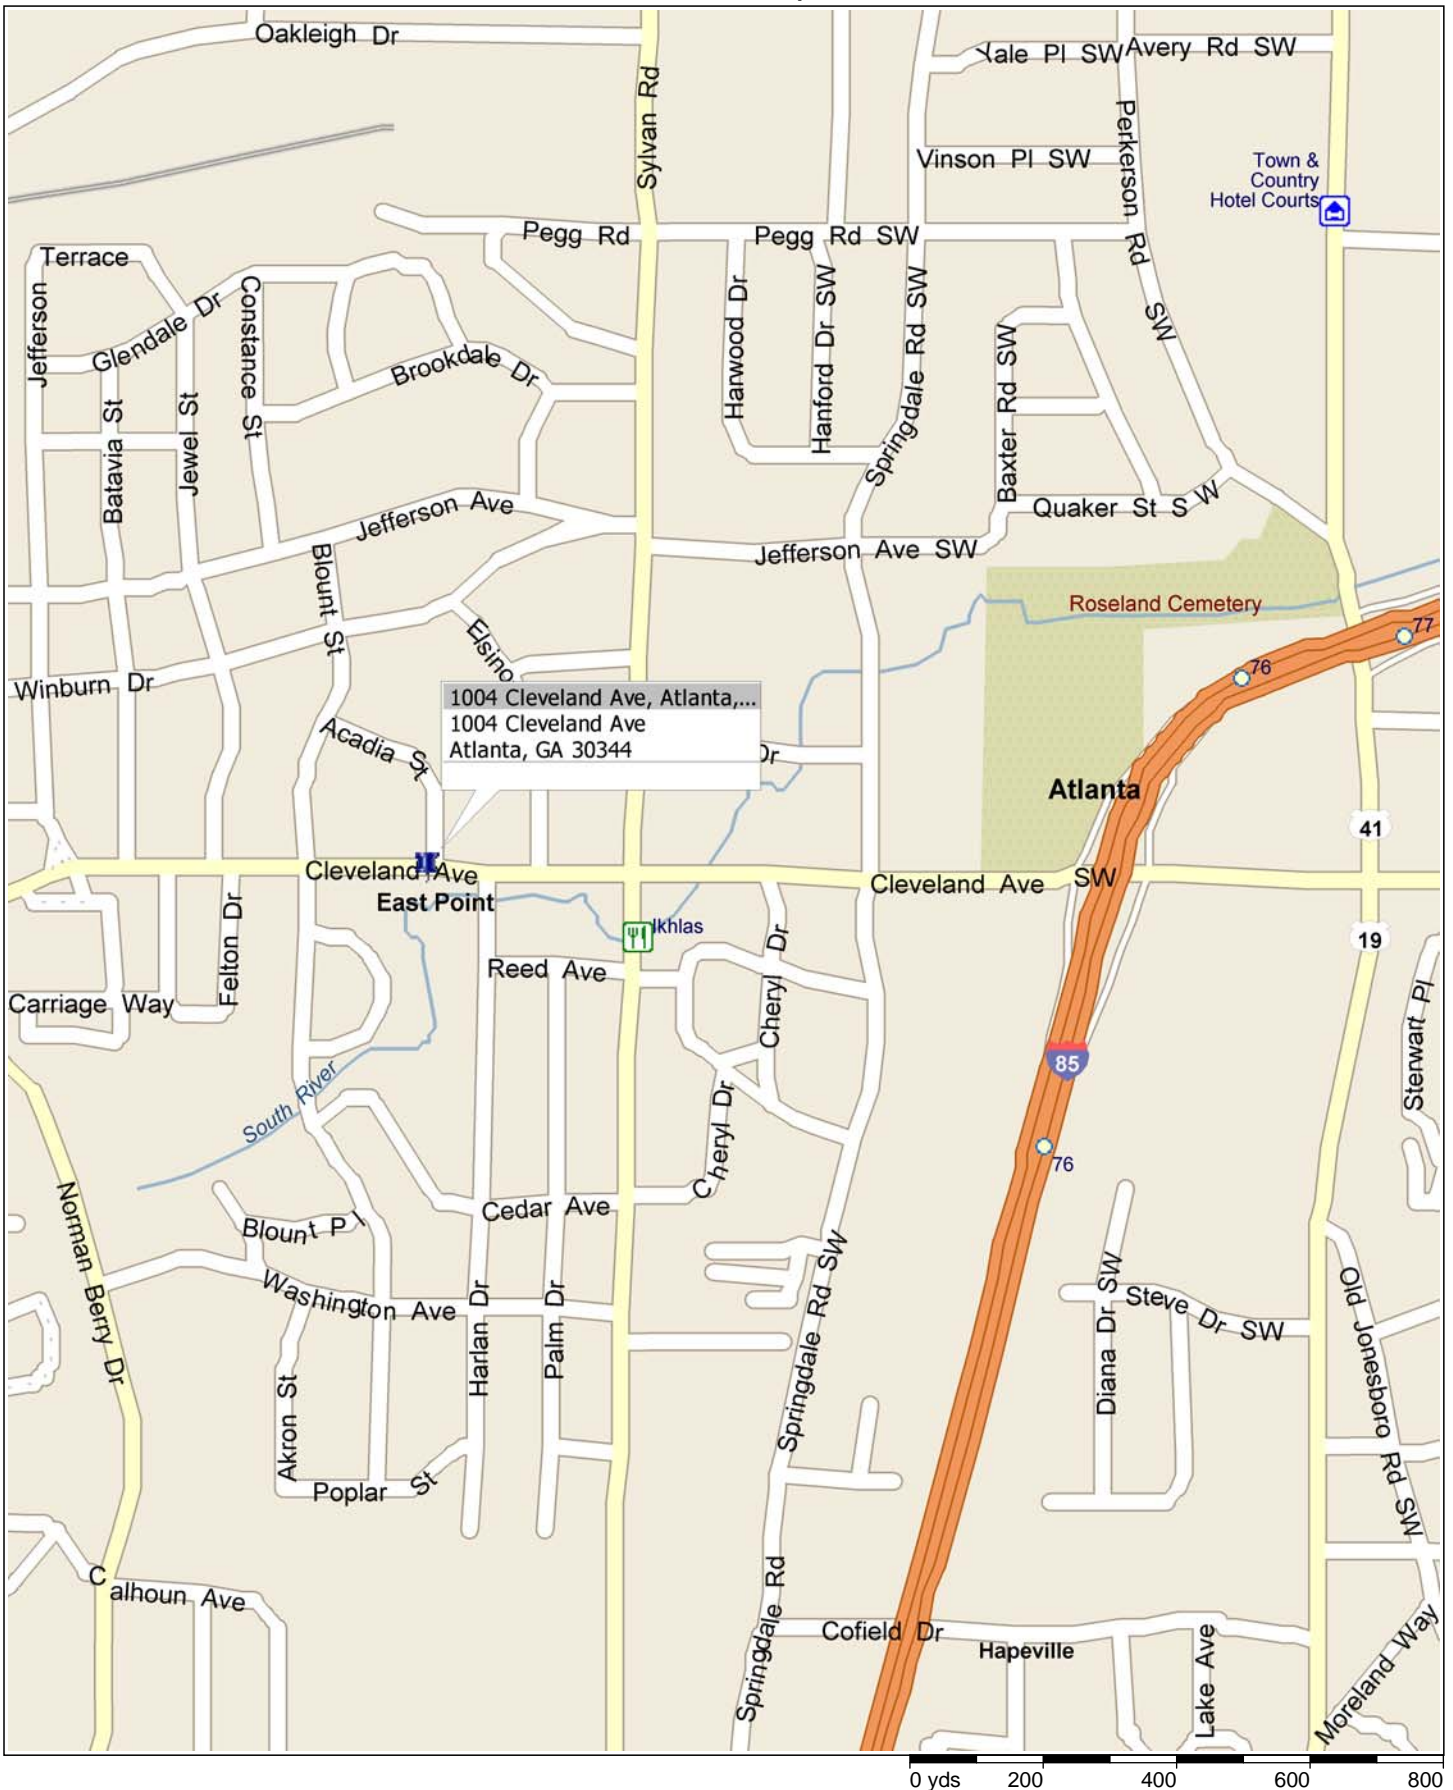 Oakleigh Dr
Yale Pl SW
Avery Rd SW
Sylvan Rd
Perkerson Rd SW
Vinson Pl SW
Town &
Country
Hotel Courts
Pegg Rd
Pegg Rd SW
Terrace
Jefferson
Glendale Dr
Constance St
Harwood Dr
Hanford Dr SW
Springdale Rd SW
Baxter Rd SW
Brookdale Dr
Batavia St
Jewel St
Springdale
Quaker St SW
Jefferson Ave
Jefferson Ave SW
Blount St
Roseland Cemetery
77
76
Elsino
Winburn Dr
1004 Cleveland Ave, Atlanta,...
1004 Cleveland Ave
Atlanta, GA 30344
Acadia St
Dr
Atlanta
41
Cleveland Ave
Cleveland Ave SW
East Point
Ikhlas
19
Felton Dr
Reed Ave
Cheryl Dr
Carriage Way
Stewart Pl
85
South River
Cheryl Dr
76
Norman Berry Dr
Cedar Ave
Blount Pl
Washington Ave
Harlan Dr
Palm Dr
Springdale Rd SW
Diana Dr SW
Steve Dr SW
Old Jonesboro Rd SW
Akron St
Poplar St
Calhoun Ave
Springdale Rd
Cofield Dr
Hapeville
Lake Ave
Moreland Way
0 yds 200 400 600 800